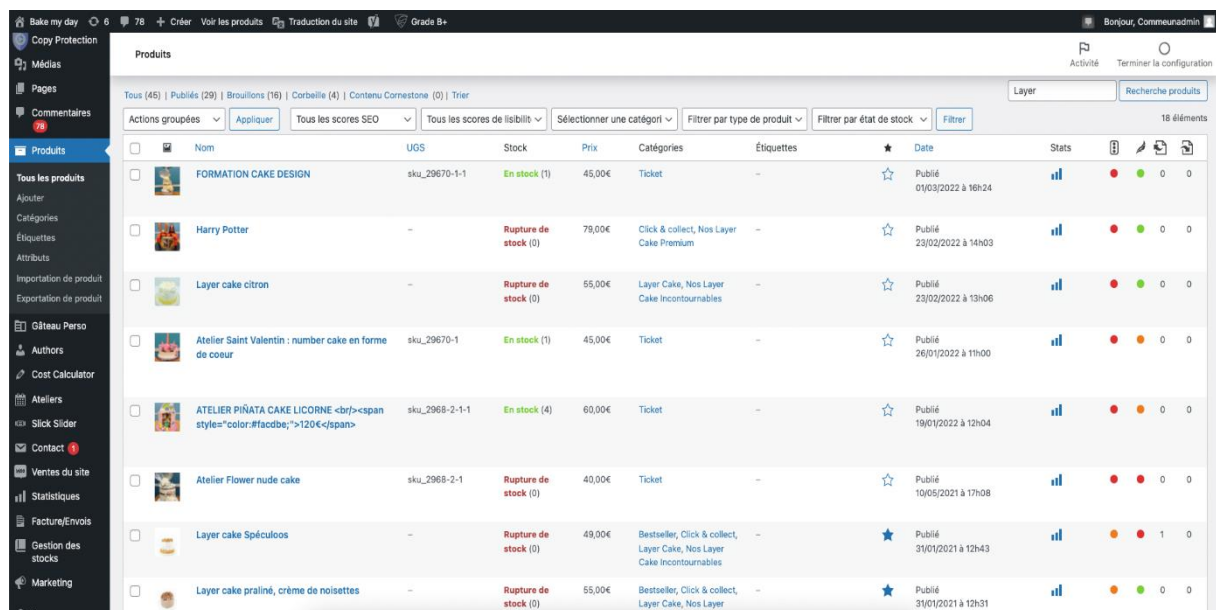 Bake my day 6 78 + Créer Voir les produits Traduction du site Grade B+ Bonjour, Commeunadmin
Copy Protection
Médias
Pages
Commentaires
78
Produits
Tous les produits
Ajouter
Catégories
Étiquettes
Attributs
Importation de produit
Exportation de produit
Gâteau Perso
Authors
Cost Calculator
Ateliers
Slick Slider
Contact 1
Ventes du site
Statistiques
Facture/Envois
Gestion des
stocks
Marketing
Produits
Activité Terminer la configuration
Tous (45) | Publiés (29) | Brouillons (16) | Corbeille (4) | Contenu Cornestone (0) | Trier
Layer Recherche produits
Actions groupées Appliquer Tous les scores SEO Tous les scores de lisibilit Sélectionner une catégori Filtrer par type de produit Filtrer par état de stock Filtrer 18 éléments
Nom UGS Stock Prix Catégories Étiquettes Date Stats
FORMATION CAKE DESIGN sku_29670-1-1 En stock (1) 45,00€ Ticket – Publié 0 0
01/03/2022 à 16h24
Harry Potter – Rupture de 79,00€ Click & collect, Nos Layer – Publié 0 0
stock (0) Cake Premium 23/02/2022 à 14h03
Layer cake citron – Rupture de 55,00€ Layer Cake, Nos Layer – Publié 0 0
stock (0) Cake Incontournables 23/02/2022 à 13h06
Atelier Saint Valentin : number cake en forme sku_29670-1 En stock (1) 45,00€ Ticket – Publié 0 0
de coeur 26/01/2022 à 11h00
ATELIER PIÑATA CAKE LICORNE <br/><span sku_2968-2-1-1 En stock (4) 60,00€ Ticket – Publié 0 0
style="color:#facdbe;">120€</span> 19/01/2022 à 12h04
Atelier Flower nude cake sku_2968-2-1 Rupture de 40,00€ Ticket – Publié 0 0
stock (0) 10/05/2021 à 17h08
Layer cake Spéculoos – Rupture de 49,00€ Bestseller, Click & collect, – Publié 1 0
stock (0) Layer Cake, Nos Layer 31/01/2021 à 12h43
Cake Incontournables
Layer cake praliné, crème de noisettes – Rupture de 55,00€ Bestseller, Click & collect, – Publié 0 0
stock (0) Layer Cake, Nos Layer 31/01/2021 à 12h31